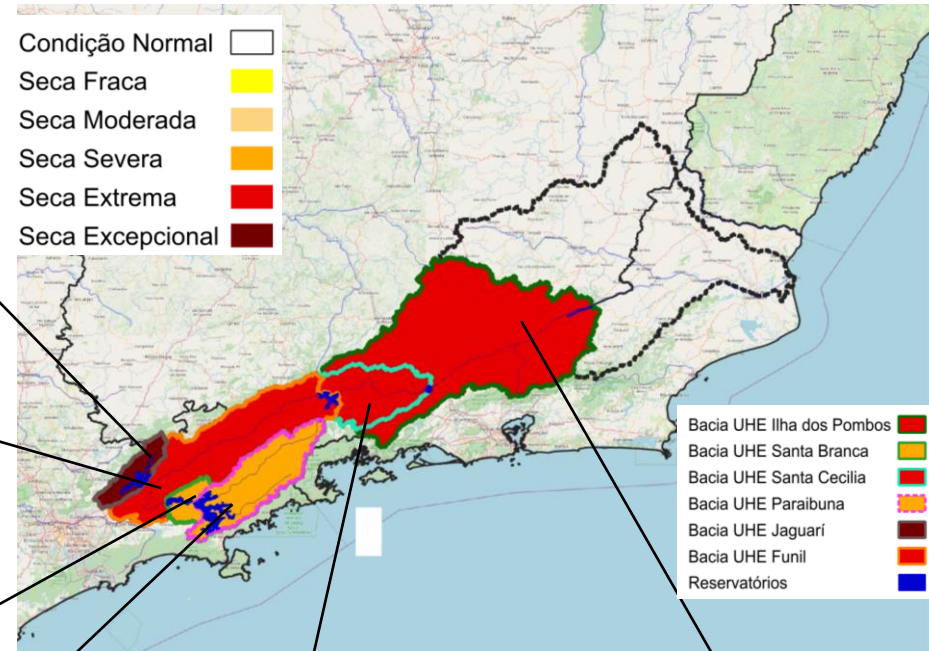 Condição Normal
Seca Fraca
Seca Moderada
Seca Severa
Seca Extrema
Seca Excepcional
Bacia UHE Ilha dos Pombos
Bacia UHE Santa Branca
Bacia UHE Santa Cecilia
Bacia UHE Paraibuna
Bacia UHE Jaguarí
Bacia UHE Funil
Reservatórios